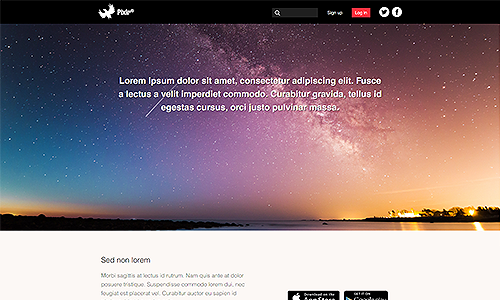 Pixle
Sign up
Log in
Lorem ipsum dolor sit amet, consectetur adipiscing elit. Fusce
a lectus a velit imperdiet commodo. Curabitur gravida, tellus id
egestas cursus, orci justo pulvinar massa.
Sed non lorem
Morbi sagittis at lectus id rutrum. Nam quis ante at dolor
posuere tristique. Suspendisse commodo lorem dui, nec
feugiat est placerat vel. Curabitur auctor eu sapien id
Download on the
App Store
GET IT ON
Google Play